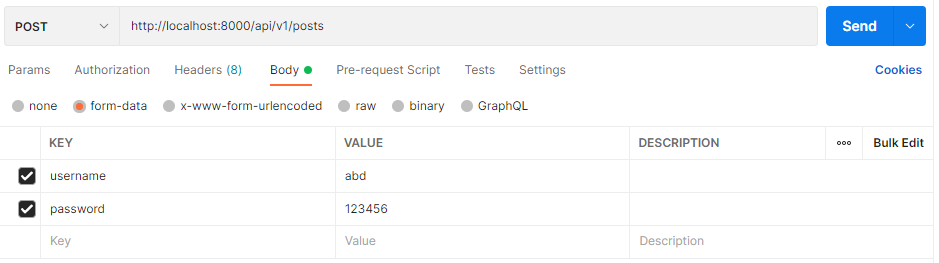 POST http://localhost:8000/api/v1/posts Send
Params Authorization Headers (8) Body Pre-request Script Tests Settings Cookies
none form-data x-www-form-urlencoded raw binary GraphQL
KEY VALUE DESCRIPTION ooo Bulk Edit
username abd
password 123456
Key Value Description